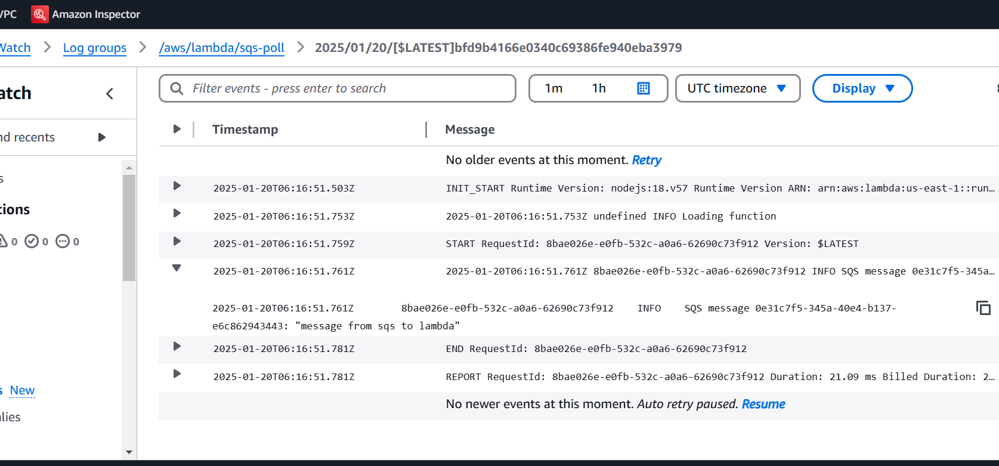 VPC Amazon Inspector
Watch Log groups /aws/lambda/sqs-poll 2025/01/20/[$LATEST]bfd9b4166e0340c69386fe940eba3979
atch
nd recents
s
tions
0 0 0
s New
lies
Filter events - press enter to search 1m 1h UTC timezone Display
Timestamp Message
No older events at this moment. Retry
2025-01-20T06:16:51.503Z INIT_START Runtime Version: nodejs:18.v57 Runtime Version ARN: arn:aws:lambda:us-east-1::run…
2025-01-20T06:16:51.753Z 2025-01-20T06:16:51.753Z undefined INFO Loading function
2025-01-20T06:16:51.759Z START RequestId: 8bae026e-e0fb-532c-a0a6-62690c73f912 Version: $LATEST
2025-01-20T06:16:51.761Z 2025-01-20T06:16:51.761Z 8bae026e-e0fb-532c-a0a6-62690c73f912 INFO SQS message 0e31c7f5-345a…
2025-01-20T06:16:51.761Z 8bae026e-e0fb-532c-a0a6-62690c73f912 INFO SQS message 0e31c7f5-345a-40e4-b137-
e6c862943443: "message from sqs to lambda"
2025-01-20T06:16:51.781Z END RequestId: 8bae026e-e0fb-532c-a0a6-62690c73f912
2025-01-20T06:16:51.781Z REPORT RequestId: 8bae026e-e0fb-532c-a0a6-62690c73f912 Duration: 21.09 ms Billed Duration: 2…
No newer events at this moment. Auto retry paused. Resume